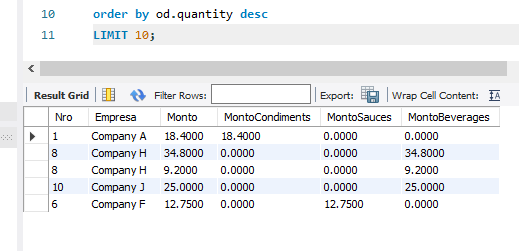 10 order by od.quantity desc
11 LIMIT 10;
Result Grid Filter Rows: Export: Wrap Cell Content: IA
Nro Empresa Monto MontoCondiments MontoSauces MontoBeverages
1 Company A 18.4000 18.4000 0.0000 0.0000
8 Company H 34.8000 0.0000 0.0000 34.8000
8 Company H 9.2000 0.0000 0.0000 9.2000
10 Company J 25.0000 0.0000 0.0000 25.0000
6 Company F 12.7500 0.0000 12.7500 0.0000